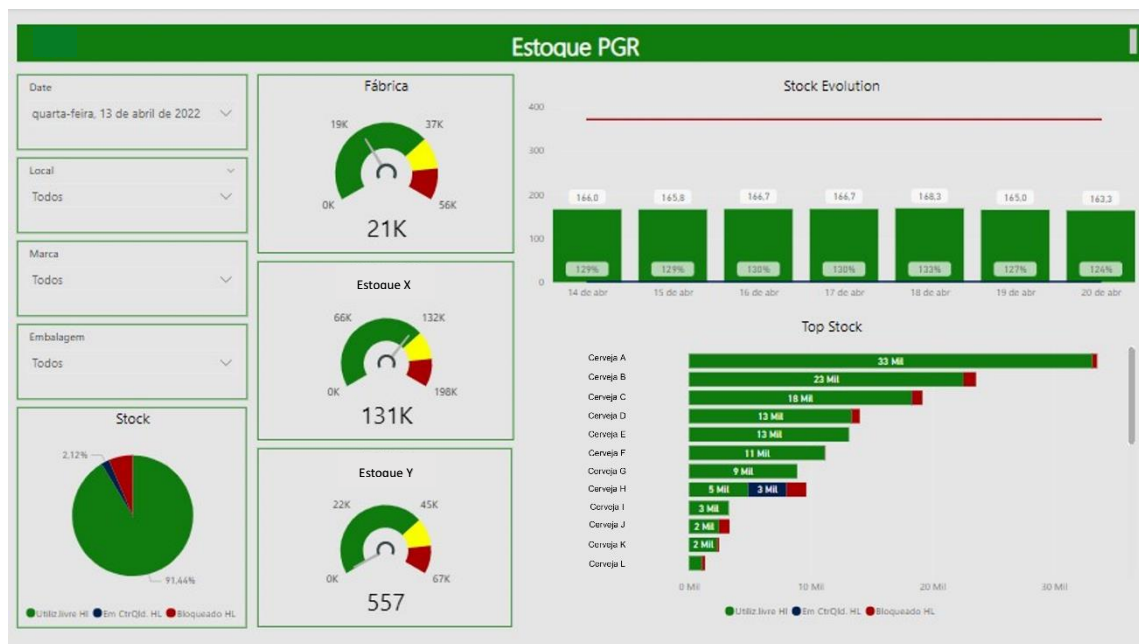 Estoque PGR
Date
quarta-feira, 13 de abril de 2022
Local
Todos
Marca
Todos
Embalagem
Todos
Stock
2,12%
91,44%
Utiliz.livre Hl
Em CtrQld. HL
Bloqueado HL
Fábrica
19K
37K
0K
56K
21K
Estoque X
66K
132K
0K
198K
131K
Estoque Y
22K
45K
0K
67K
557
Stock Evolution
400
300
200
100
0
166,0
165,8
166,7
166,7
168,3
165,0
163,3
129%
129%
130%
130%
133%
127%
124%
14 de abr
15 de abr
16 de abr
17 de abr
18 de abr
19 de abr
20 de abr
Top Stock
Cerveja A
33 Mil
Cerveja B
23 Mil
Cerveja C
18 Mil
Cerveja D
13 Mil
Cerveja E
13 Mil
Cerveja F
11 Mil
Cerveja G
9 Mil
Cerveja H
5 Mil
3 Mil
Cerveja I
3 Mil
Cerveja J
2 Mil
Cerveja K
2 Mil
Cerveja L
0 Mil
10 Mil
20 Mil
30 Mil
Utiliz.livre Hl
Em CtrQld. HL
Bloqueado HL